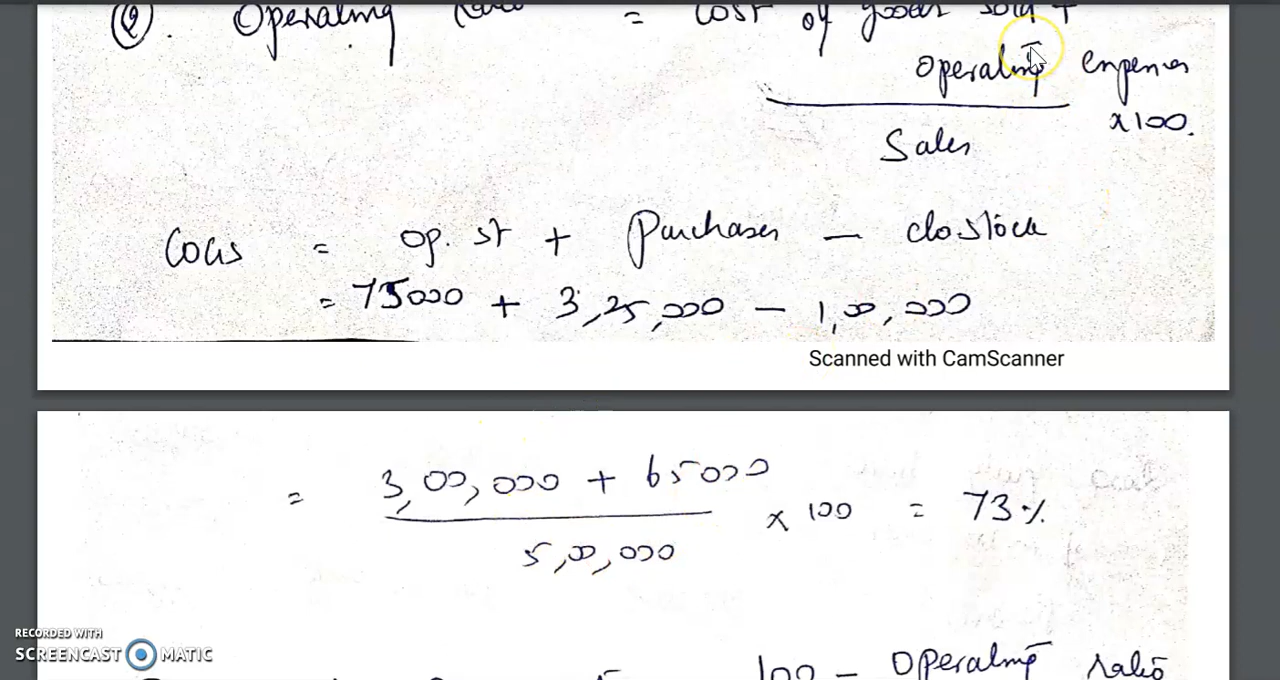 (2). Operating Ratio = Cost of goods sold +
Operating expenses
x100.
Sales
COGS = op. st + Purchases - clostock
= 75000 + 3,25,000 - 1,00,000
Scanned with CamScanner
= 3,00,000 + 65000
x 100 = 73%
5,00,000
RECORDED WITH
SCREENCAST MATIC
100 - Operating ratio